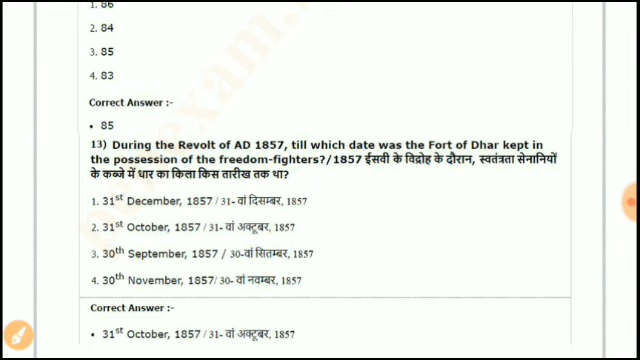 1. 86
2. 84
3. 85
4. 83
Correct Answer :-
• 85
13) During the Revolt of AD 1857, till which date was the Fort of Dhar kept in
the possession of the freedom-fighters?/1857 ईसवी के विद्रोह के दौरान, स्वतंत्रता सेनानियों
के कब्जे में धार का किला किस तारीख तक था?
1. 31st December, 1857 / 31- वां दिसम्बर, 1857
2. 31st October, 1857 / 31- वां अक्टूबर, 1857
3. 30th September, 1857 / 30-वां सितम्बर, 1857
4. 30th November, 1857/ 30- वां नवम्बर, 1857
Correct Answer :-
• 31st October, 1857 / 31- वां अक्टूबर, 1857